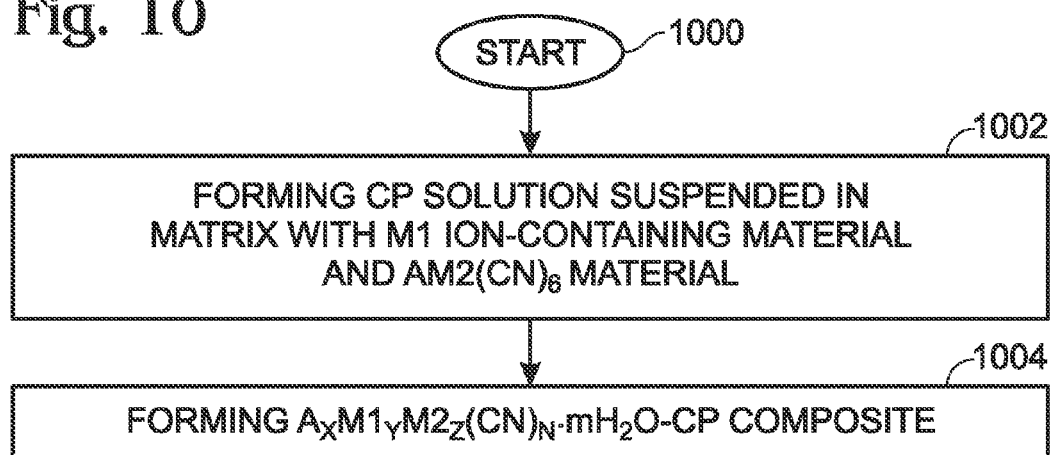 Fig. 10
START
1000
1002
FORMING CP SOLUTION SUSPENDED IN
MATRIX WITH M1 ION-CONTAINING MATERIAL
AND AM2(CN)₆ MATERIAL
1004
FORMING AₓM1ᵧM2z(CN)ₙ·mH₂O-CP COMPOSITE